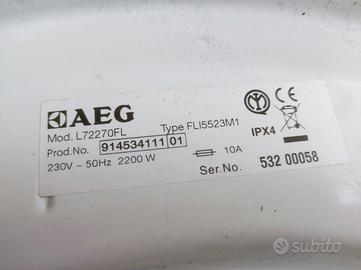 AEG
Mod. L72270FL Type FLI5523M1
Prod.No. 914534111 01
IPX4
230V ~ 50Hz 2200 W 10A
Ser.No. 532 00058
subito